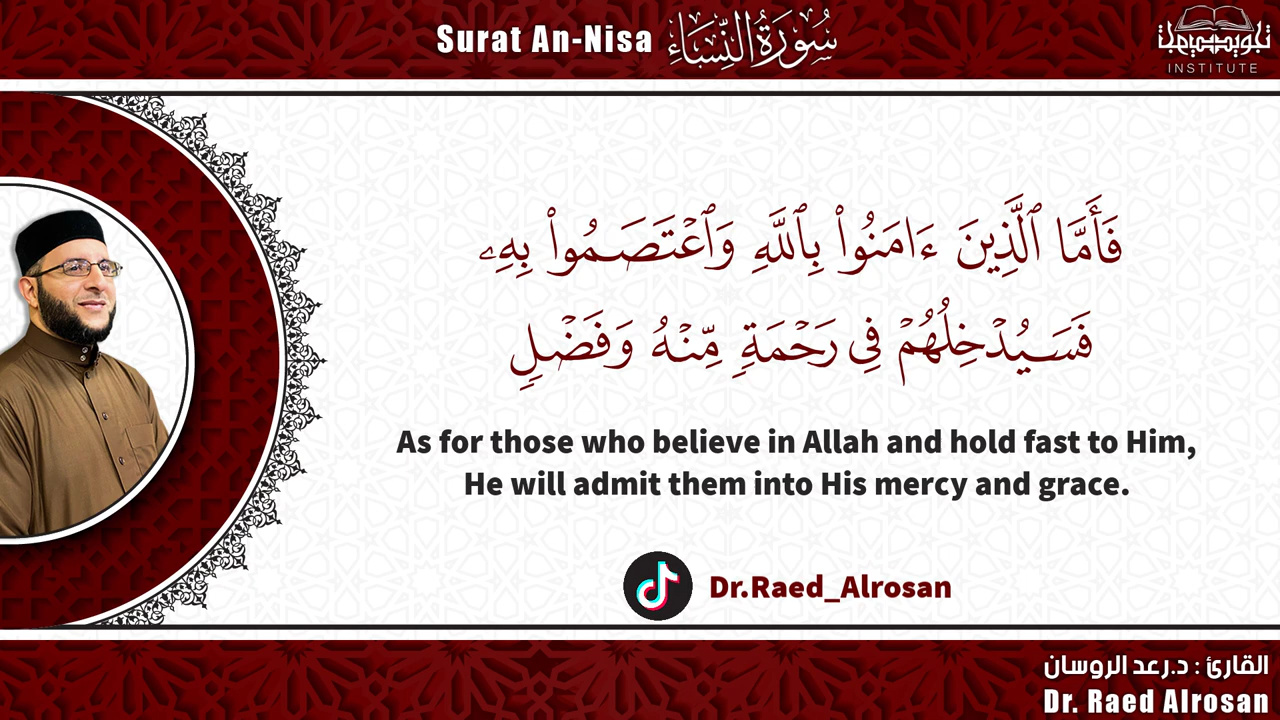 Surat An-Nisa سُورَةُ النِّسَاءِ
INSTITUTE
فَأَمَّا ٱلَّذِينَ ءَامَنُوا۟ بِٱللَّهِ وَٱعْتَصَمُوا۟ بِهِۦ
فَسَيُدْخِلُهُمْ فِى رَحْمَةٍ مِّنْهُ وَفَضْلٍ
As for those who believe in Allah and hold fast to Him,
He will admit them into His mercy and grace.
Dr.Raed_Alrosan
القارئ : د.رعد الروسان
Dr. Raed Alrosan